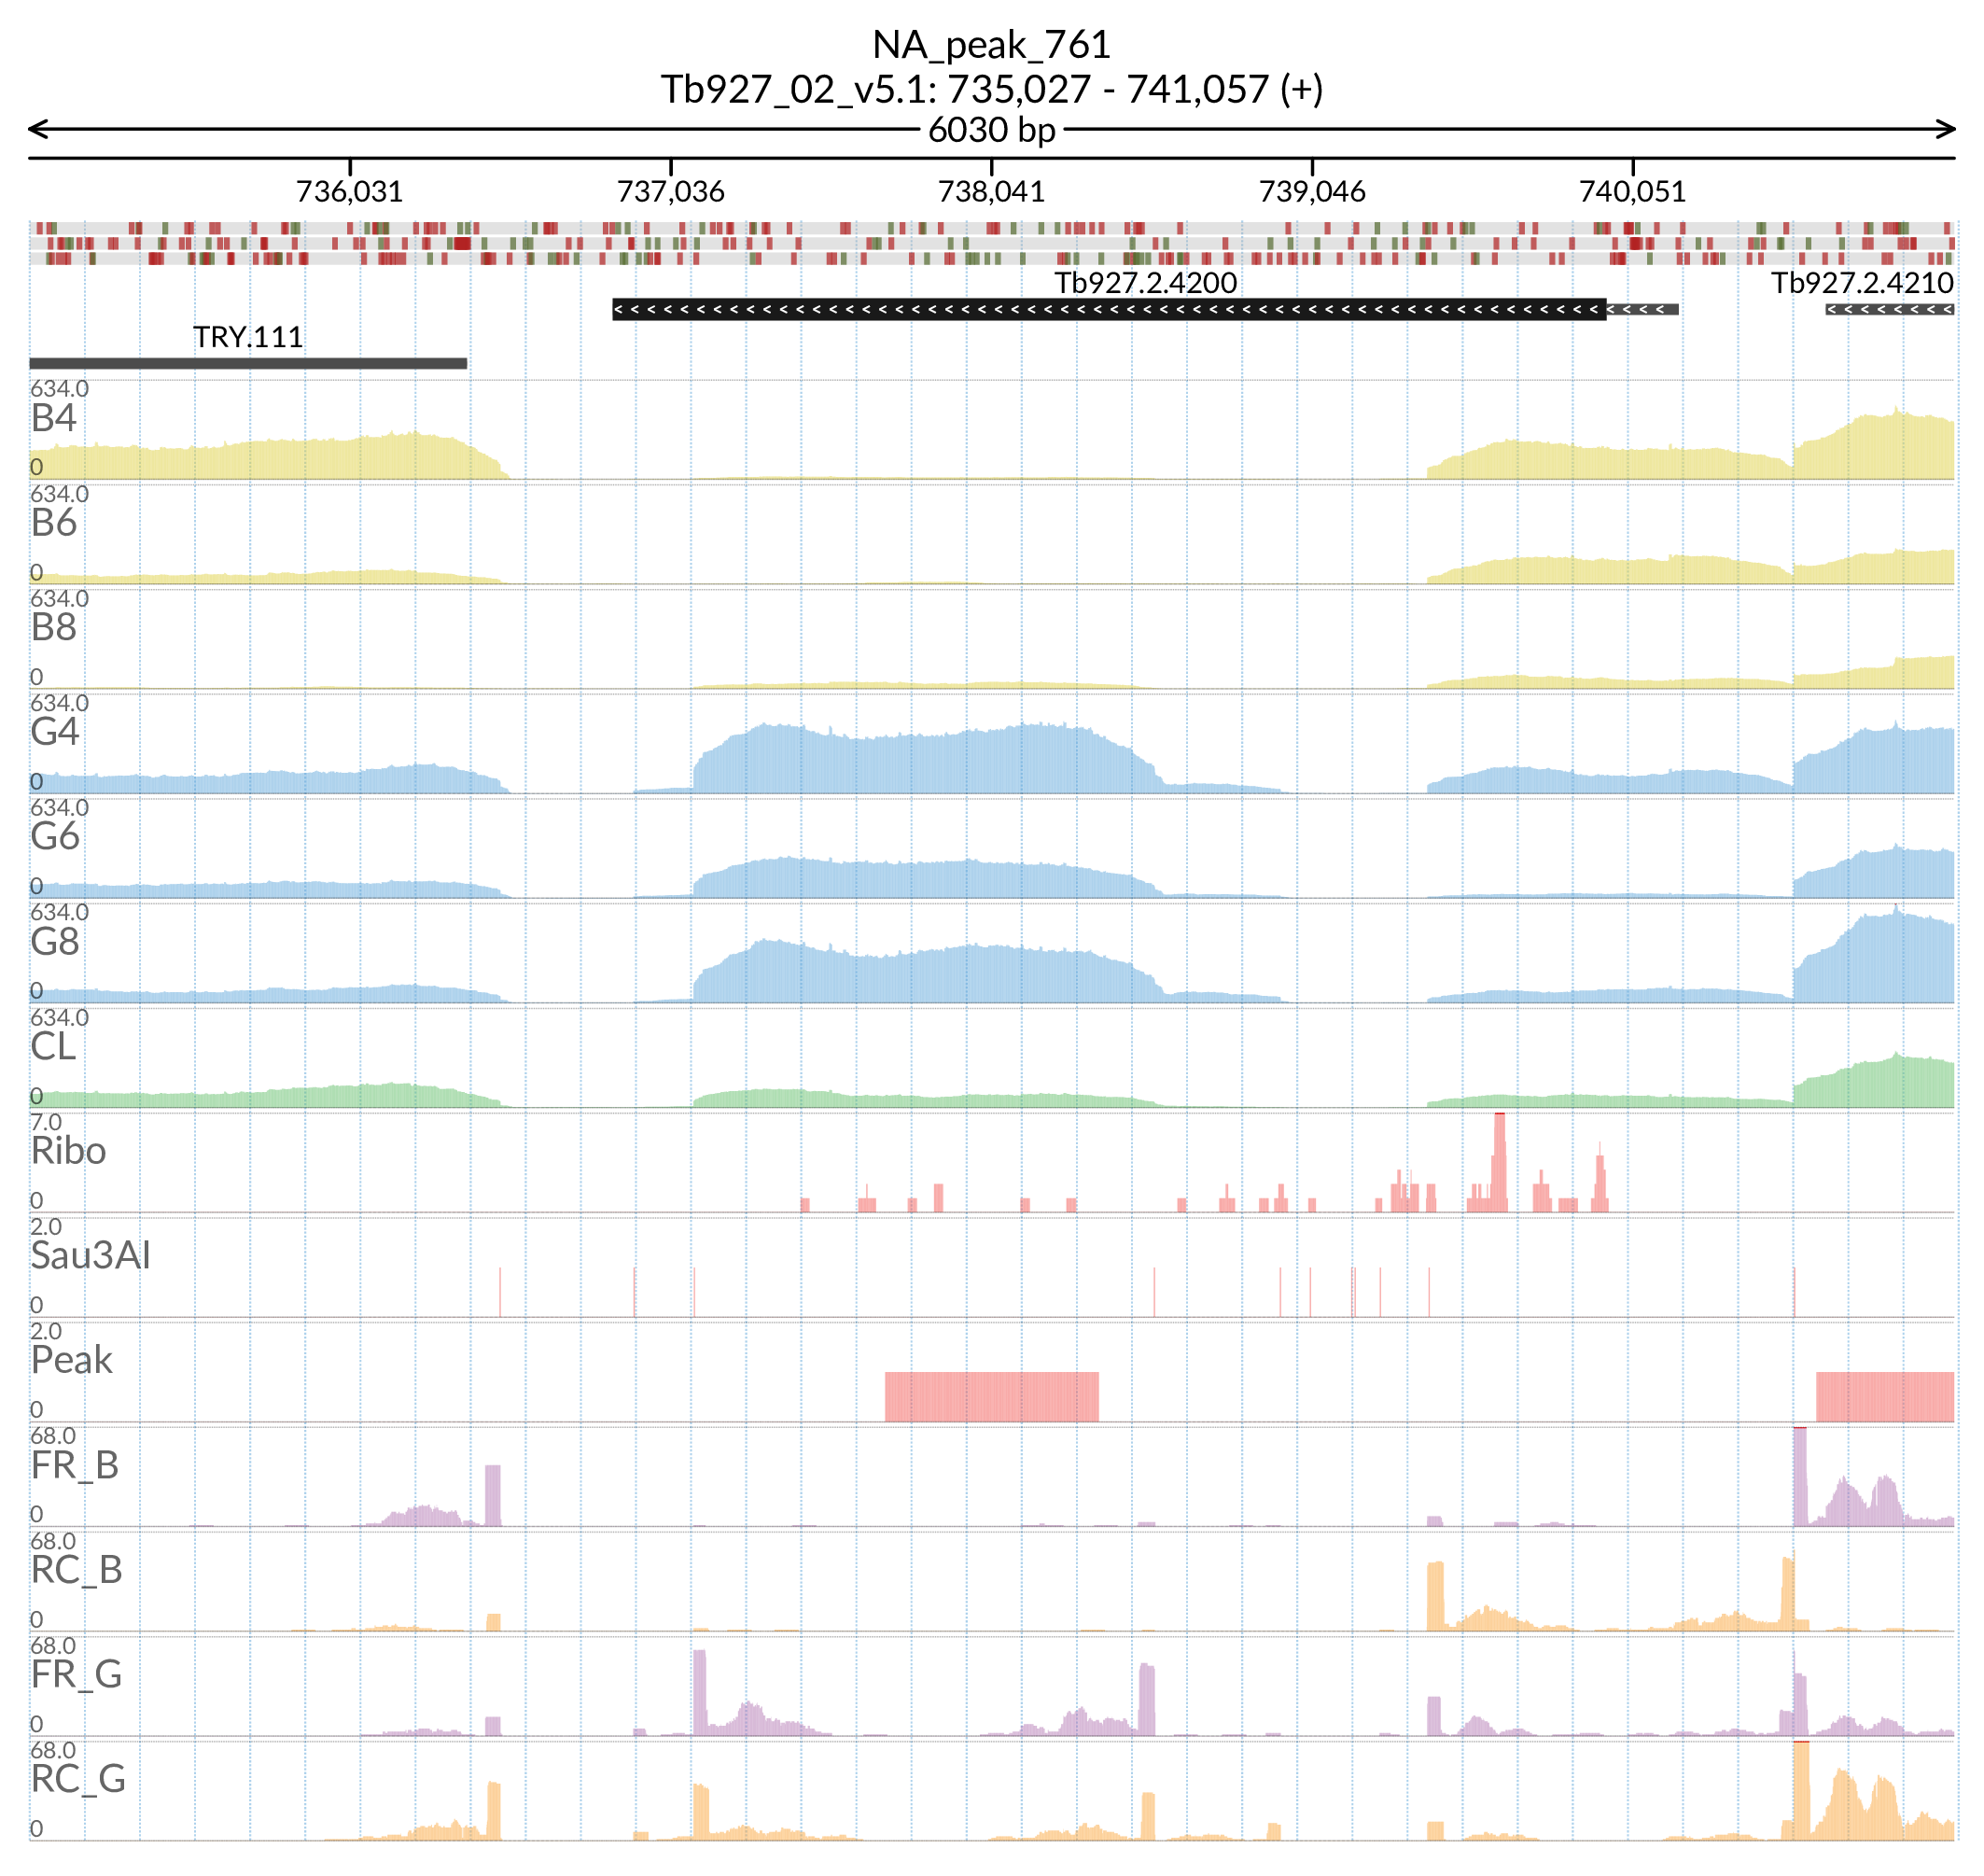 NA_peak_761
Tb927_02_v5.1: 735,027 - 741,057 (+)
6030 bp
736,031 737,036 738,041 739,046 740,051
Tb927.2.4200 Tb927.2.4210
TRY.111
634.0
B4
0
634.0
B6
0
634.0
B8
0
634.0
G4
0
634.0
G6
0
634.0
G8
0
634.0
CL
0
7.0
Ribo
0
2.0
Sau3AI
0
2.0
Peak
0
68.0
FR_B
0
68.0
RC_B
0
68.0
FR_G
0
68.0
RC_G
0